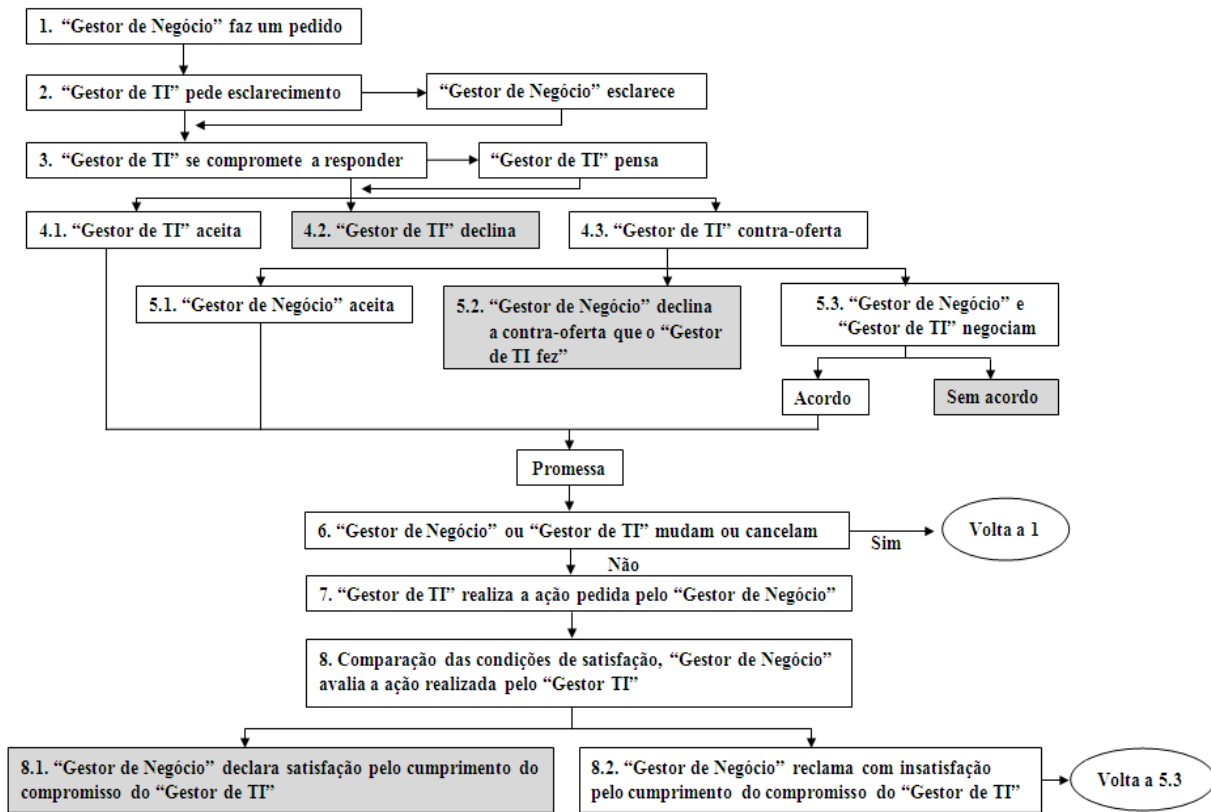 1. “Gestor de Negócio” faz um pedido
2. “Gestor de TI” pede esclarecimento
“Gestor de Negócio” esclarece
3. “Gestor de TI” se compromete a responder
“Gestor de TI” pensa
4.1. “Gestor de TI” aceita
4.2. “Gestor de TI” declina
4.3. “Gestor de TI” contra-oferta
5.1. “Gestor de Negócio” aceita
5.2. “Gestor de Negócio” declina
a contra-oferta que o “Gestor
de TI fez”
5.3. “Gestor de Negócio” e
“Gestor de TI” negociam
Acordo
Sem acordo
Promessa
6. “Gestor de Negócio” ou “Gestor de TI” mudam ou cancelam
Sim
Volta a 1
Não
7. “Gestor de TI” realiza a ação pedida pelo “Gestor de Negócio”
8. Comparação das condições de satisfação, “Gestor de Negócio”
avalia a ação realizada pelo “Gestor TI”
8.1. “Gestor de Negócio” declara satisfação pelo cumprimento do
compromisso do “Gestor de TI”
8.2. “Gestor de Negócio” reclama com insatisfação
pelo cumprimento do compromisso do “Gestor de TI”
Volta a 5.3